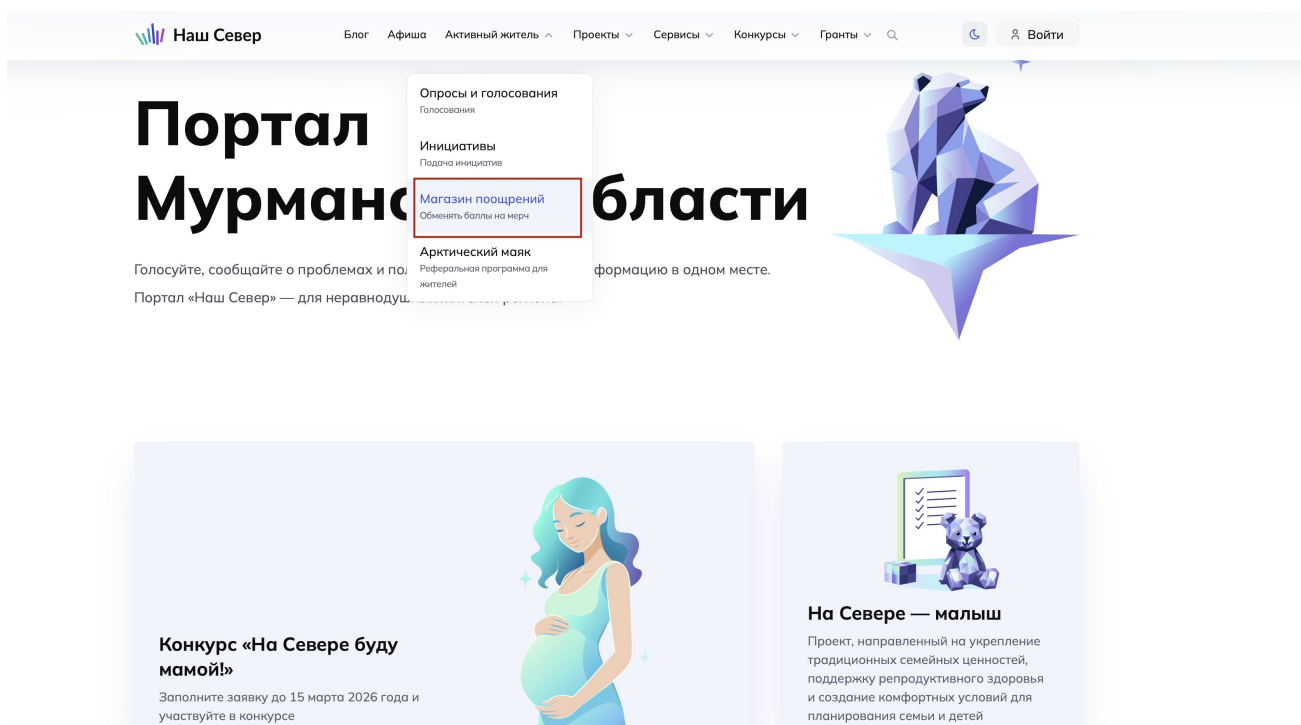 Наш Север
Блог
Афиша
Активный житель
Проекты
Сервисы
Конкурсы
Гранты
Войти
Опросы и голосования
Голосования
Инициативы
Подача инициатив
Магазин поощрений
Обменять баллы на мерч
Арктический маяк
Реферальная программа для
жителей
Портал
бласти
Голосуйте, сообщайте о проблемах и
формацию в одном месте.
Портал «Наш Север» — для
Конкурс «На Севере буду
мамой!»
Заполните заявку до 15 марта 2026 года и
участвуйте в конкурсе
На Севере — малыш
Проект, направленный на укрепление
традиционных семейных ценностей,
поддержку репродуктивного здоровья
и создание комфортных условий для
планирования семьи и детей